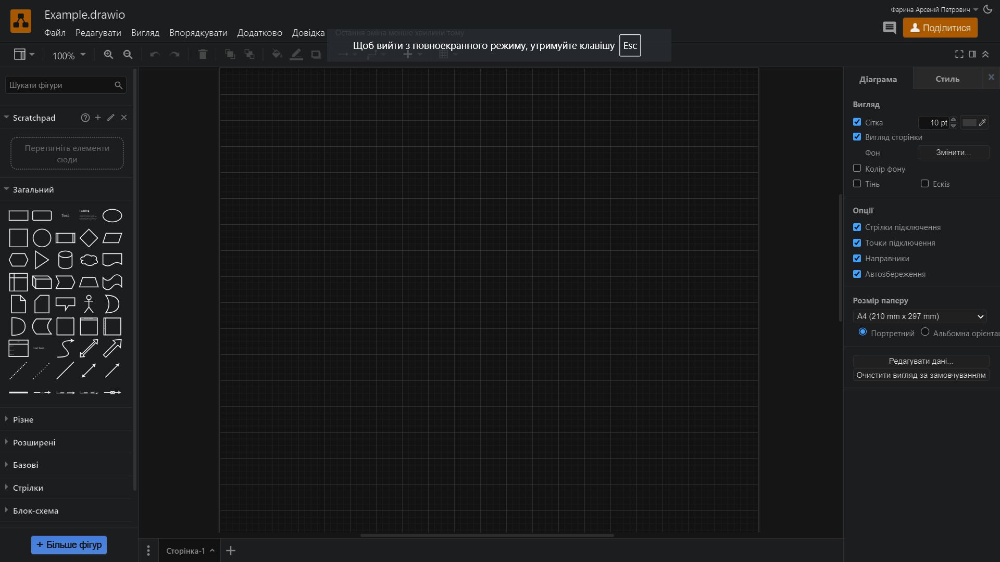 Example.drawio
Фарина Арсеній Петрович
Файл Редагувати Вигляд Впорядкувати Додатково Довідка Остання зміна менше хвилини тому
Поділитися
Щоб вийти з повноекранного режиму, утримуйте клавішу Esc
100%
Шукати фігури
Scratchpad
Перетягніть елементи
сюди
Загальний
Text
Heading
List Item
Різне
Розширені
Базові
Стрілки
Блок-схема
+ Більше фігур
Сторінка-1
Діаграма Стиль
Вигляд
Сітка 10 pt
Вигляд сторінки
Фон Змінити...
Колір фону
Тінь Ескіз
Опції
Стрілки підключення
Точки підключення
Направники
Автозбереження
Розмір паперу
A4 (210 mm x 297 mm)
Портретний Альбомна орієнтац
Редагувати дані...
Очистити вигляд за замовчуванням